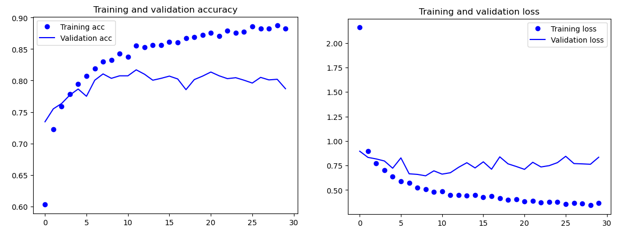 Training and validation accuracy
0.90
0.85
0.80
0.75
0.70
0.65
0.60
Training acc
Validation acc
0 5 10 15 20 25 30
Training and validation loss
2.00
1.75
1.50
1.25
1.00
0.75
0.50
Training loss
Validation loss
0 5 10 15 20 25 30